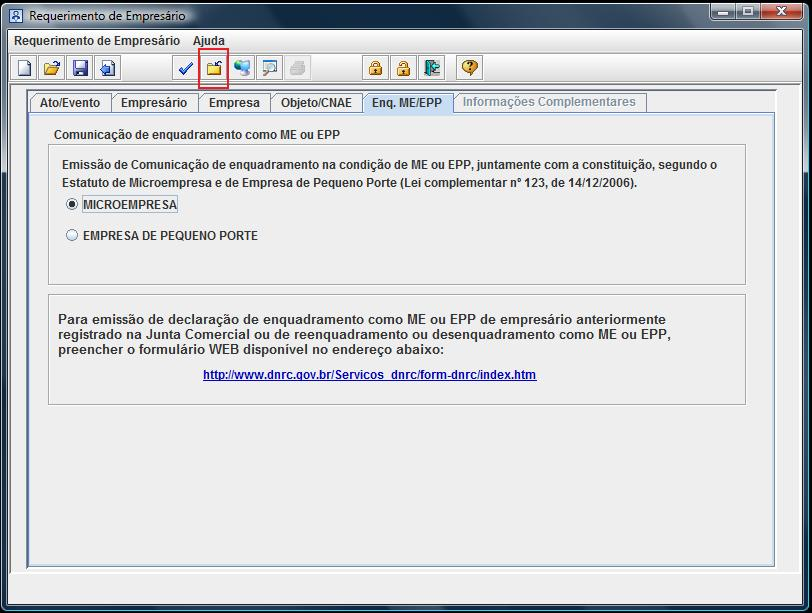 Requerimento de Empresário
Requerimento de Empresário Ajuda
Ato/Evento Empresário Empresa Objeto/CNAE Enq. ME/EPP Informações Complementares
Comunicação de enquadramento como ME ou EPP
Emissão de Comunicação de enquadramento na condição de ME ou EPP, juntamente com a constituição, segundo o
Estatuto de Microempresa e de Empresa de Pequeno Porte (Lei complementar nº 123, de 14/12/2006).
MICROEMPRESA
EMPRESA DE PEQUENO PORTE
Para emissão de declaração de enquadramento como ME ou EPP de empresário anteriormente
registrado na Junta Comercial ou de reenquadramento ou desenquadramento como ME ou EPP,
preencher o formulário WEB disponível no endereço abaixo:
http://www.dnrc.gov.br/Servicos_dnrc/form-dnrc/index.htm